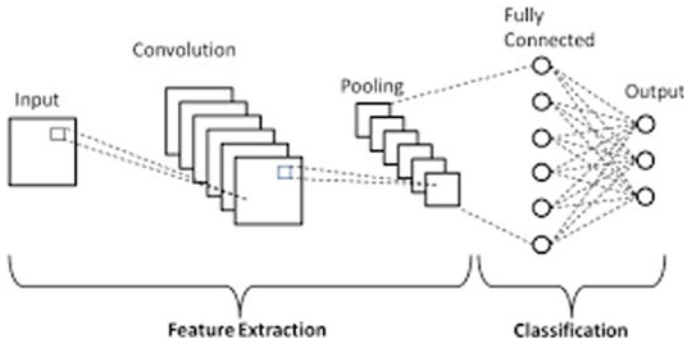 Input
Convolution
Pooling
Fully
Connected
Output
Feature Extraction
Classification